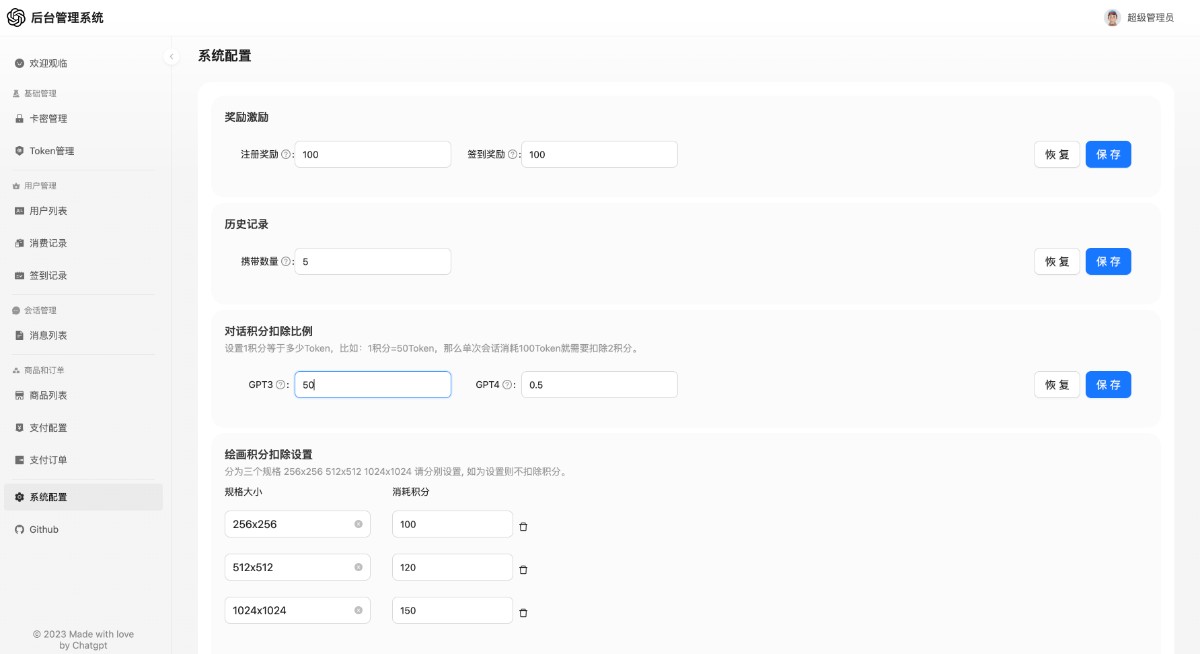 后台管理系统
超级管理员
欢迎观临
基础管理
卡密管理
Token管理
用户管理
用户列表
消费记录
签到记录
会话管理
消息列表
商品和订单
商品列表
支付配置
支付订单
系统配置
Github
© 2023 Made with love
by Chatgpt
系统配置
奖励激励
注册奖励 ?: 100 签到奖励 ?: 100 恢 复 保 存
历史记录
携带数量 ?: 5 恢 复 保 存
对话积分扣除比例
设置1积分等于多少Token，比如：1积分=50Token，那么单次会话消耗100Token就需要扣除2积分。
GPT3 ?: 50 GPT4 ?: 0.5 恢 复 保 存
绘画积分扣除设置
分为三个规格 256x256 512x512 1024x1024 请分别设置, 如为设置则不扣除积分。
规格大小 消耗积分
256x256 100
512x512 120
1024x1024 150